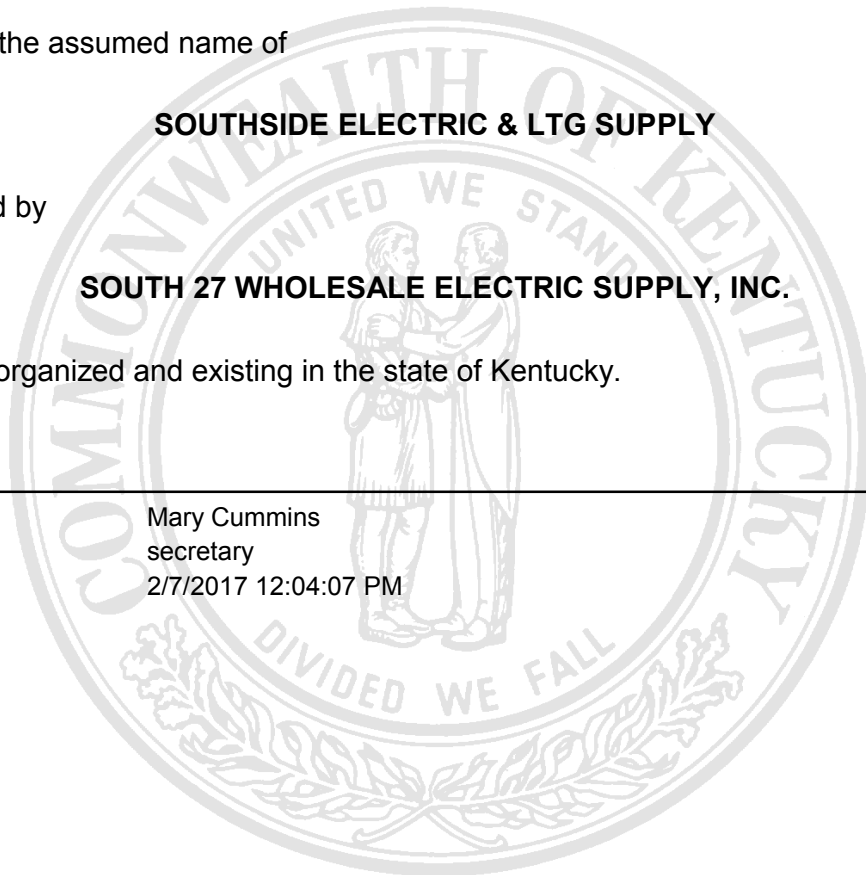 the assumed name of
SOUTHSIDE ELECTRIC & LTG SUPPLY
d by
SOUTH 27 WHOLESALE ELECTRIC SUPPLY, INC.
organized and existing in the state of Kentucky.
Mary Cummins
secretary
2/7/2017 12:04:07 PM
COMMONWEALTH OF KENTUCKY
UNITED WE STAND
DIVIDED WE FALL